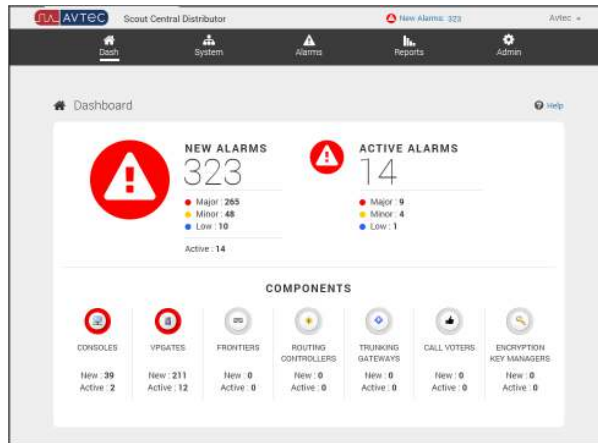 AVTEC Scout Central Distributor New Alarms: 323 Avtec
Dash System Alarms Reports Admin
Dashboard Help
NEW ALARMS
323
Major : 265
Minor : 48
Low : 10
Active : 14
ACTIVE ALARMS
14
Major : 9
Minor : 4
Low : 1
COMPONENTS
CONSOLES
New : 39
Active : 2
VPGATES
New : 211
Active : 12
FRONTIERS
New : 0
Active : 0
ROUTING
CONTROLLERS
New : 0
Active : 0
TRUNKING
GATEWAYS
New : 0
Active : 0
CALL VOTERS
New : 0
Active : 0
ENCRYPTION
KEY MANAGERS
New : 0
Active : 0